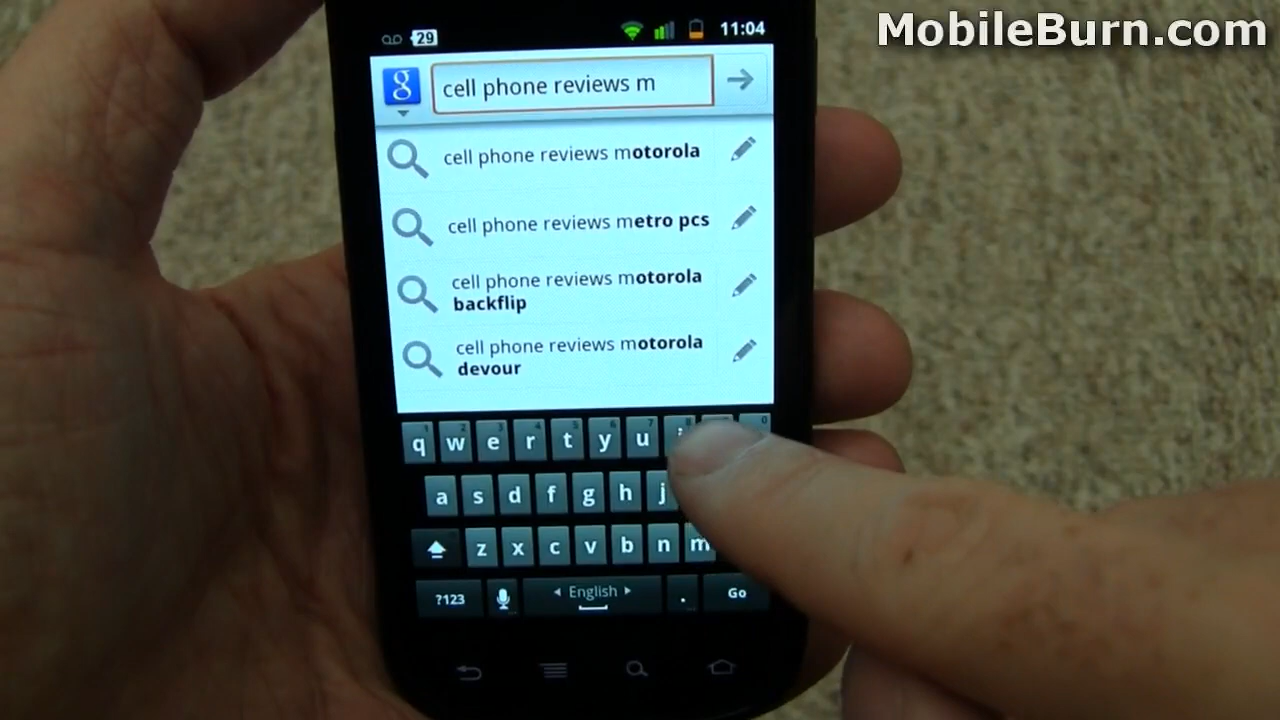 MobileBurn.com
29 11:04
g cell phone reviews m
cell phone reviews motorola
cell phone reviews metro pcs
cell phone reviews motorola
backflip
cell phone reviews motorola
devour
q w e r t y u i
a s d f g h j
z x c v b n m
?123 English . Go